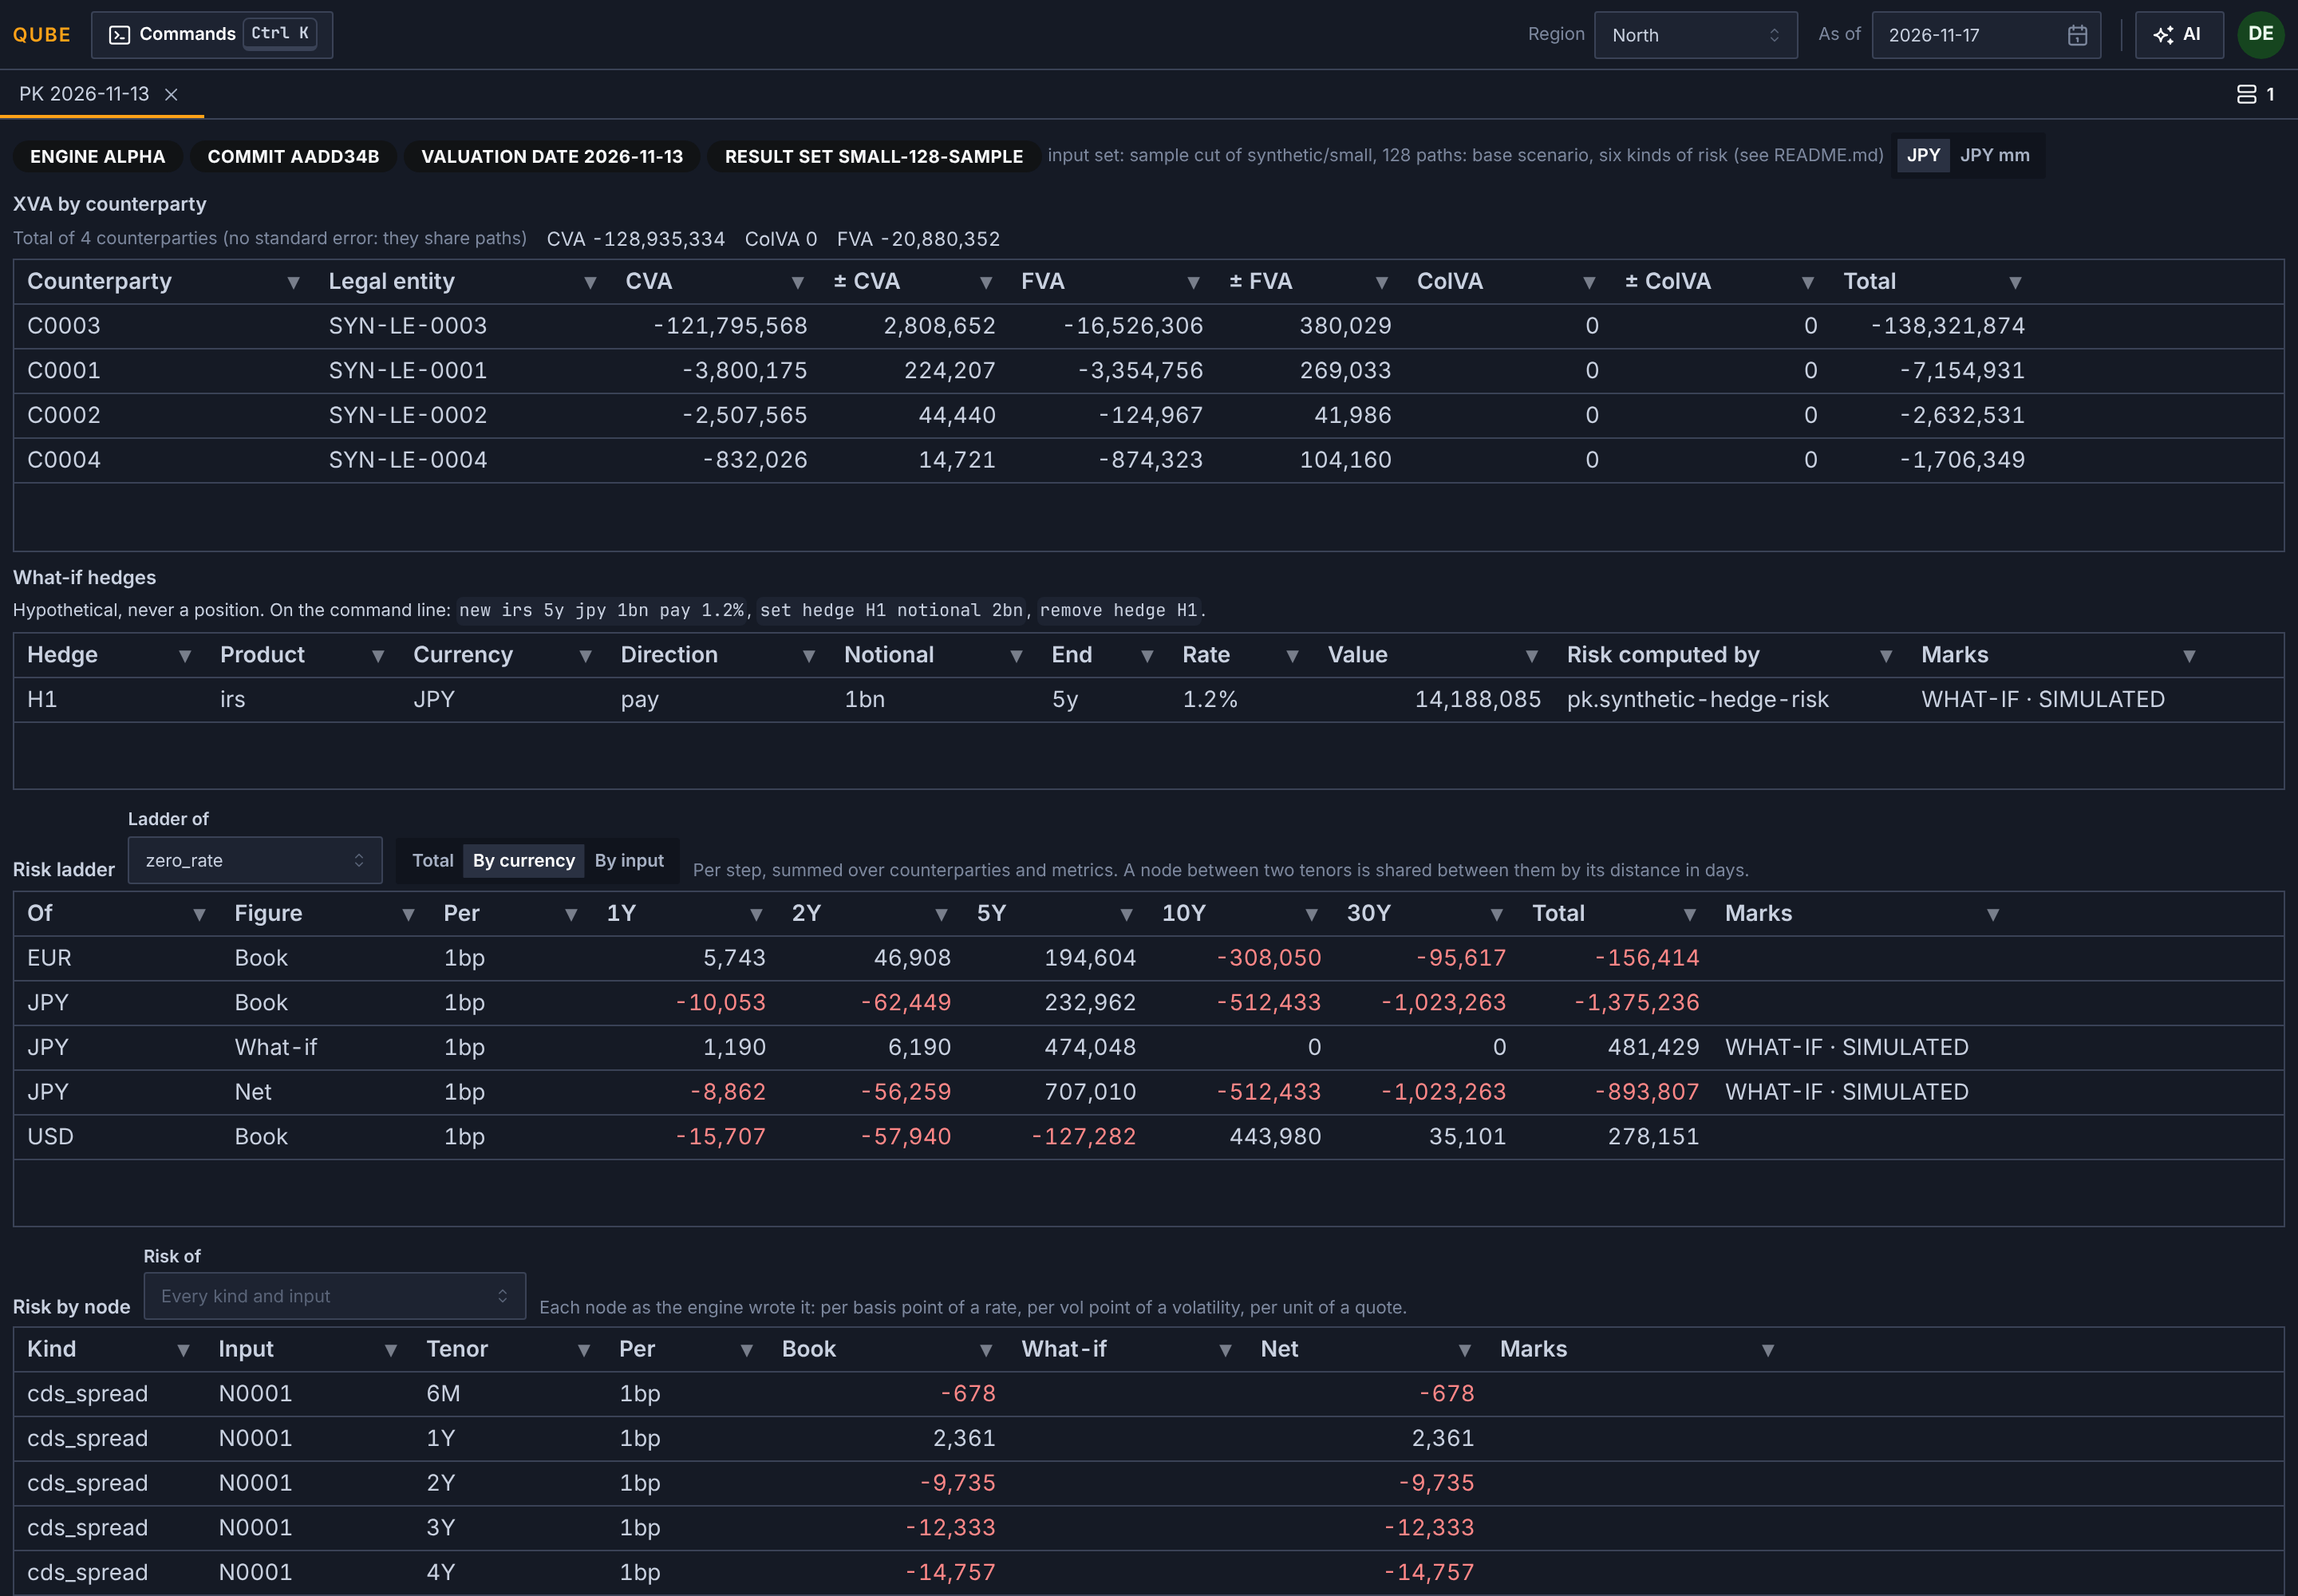 QUBE Commands Ctrl K Region North As of 2026-11-17 AI DE
PK 2026-11-13 1
ENGINE ALPHA COMMIT AADD34B VALUATION DATE 2026-11-13 RESULT SET SMALL-128-SAMPLE input set: sample cut of synthetic/small, 128 paths: base scenario, six kinds of risk (see README.md) JPY JPY mm
XVA by counterparty
Total of 4 counterparties (no standard error: they share paths) CVA -128,935,334 ColVA 0 FVA -20,880,352
Counterparty Legal entity CVA ± CVA FVA ± FVA ColVA ± ColVA Total
C0003 SYN-LE-0003 -121,795,568 2,808,652 -16,526,306 380,029 0 0 -138,321,874
C0001 SYN-LE-0001 -3,800,175 224,207 -3,354,756 269,033 0 0 -7,154,931
C0002 SYN-LE-0002 -2,507,565 44,440 -124,967 41,986 0 0 -2,632,531
C0004 SYN-LE-0004 -832,026 14,721 -874,323 104,160 0 0 -1,706,349
What-if hedges
Hypothetical, never a position. On the command line: new irs 5y jpy 1bn pay 1.2%, set hedge H1 notional 2bn, remove hedge H1.
Hedge Product Currency Direction Notional End Rate Value Risk computed by Marks
H1 irs JPY pay 1bn 5y 1.2% 14,188,085 pk.synthetic-hedge-risk WHAT-IF · SIMULATED
Ladder of
Risk ladder zero_rate Total By currency By input Per step, summed over counterparties and metrics. A node between two tenors is shared between them by its distance in days.
Of Figure Per 1Y 2Y 5Y 10Y 30Y Total Marks
EUR Book 1bp 5,743 46,908 194,604 -308,050 -95,617 -156,414
JPY Book 1bp -10,053 -62,449 232,962 -512,433 -1,023,263 -1,375,236
JPY What-if 1bp 1,190 6,190 474,048 0 0 481,429 WHAT-IF · SIMULATED
JPY Net 1bp -8,862 -56,259 707,010 -512,433 -1,023,263 -893,807 WHAT-IF · SIMULATED
USD Book 1bp -15,707 -57,940 -127,282 443,980 35,101 278,151
Risk of
Risk by node Every kind and input Each node as the engine wrote it: per basis point of a rate, per vol point of a volatility, per unit of a quote.
Kind Input Tenor Per Book What-if Net Marks
cds_spread N0001 6M 1bp -678 -678
cds_spread N0001 1Y 1bp 2,361 2,361
cds_spread N0001 2Y 1bp -9,735 -9,735
cds_spread N0001 3Y 1bp -12,333 -12,333
cds_spread N0001 4Y 1bp -14,757 -14,757